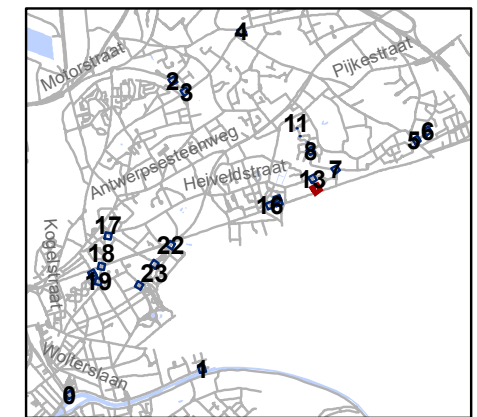 4
Motorstraat
Pijkestraat
2
3
11
5
6
Antwerpsesteenweg
8
7
Heiveldstraat
13
16
Kogelstraat
17
22
18
19
23
Wolterslaan
1